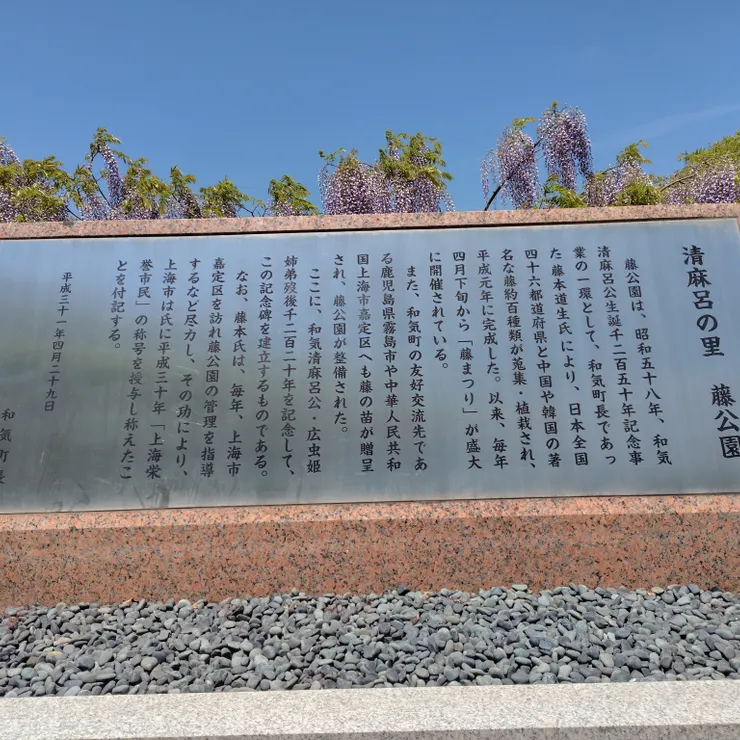 清麻呂の里　藤公園
藤公園は、昭和五十八年、和気
清麻呂公生誕千二百五十年記念事
業の一環として、和気町長であっ
た藤本道生氏により、日本全国
四十六都道府県と中国や韓国の著
名な藤約百種類が蒐集・植栽され、
平成元年に完成した。以来、毎年
四月下旬から「藤まつり」が盛大
に開催されている。
また、和気町の友好交流先であ
る鹿児島県霧島市や中華人民共和
国上海市嘉定区へも藤の苗が贈呈
され、藤公園が整備された。
ここに、和気清麻呂公・広虫姫
姉弟歿後千二百二十年を記念して、
この記念碑を建立するものである。
なお、藤本氏は、毎年、上海市
嘉定区を訪れ藤公園の管理を指導
するなど尽力し、その功により、
上海市は氏に平成三十年「上海栄
誉市民」の称号を授与し称えたこ
とを付記する。
平成三十一年四月二十九日
和気町長